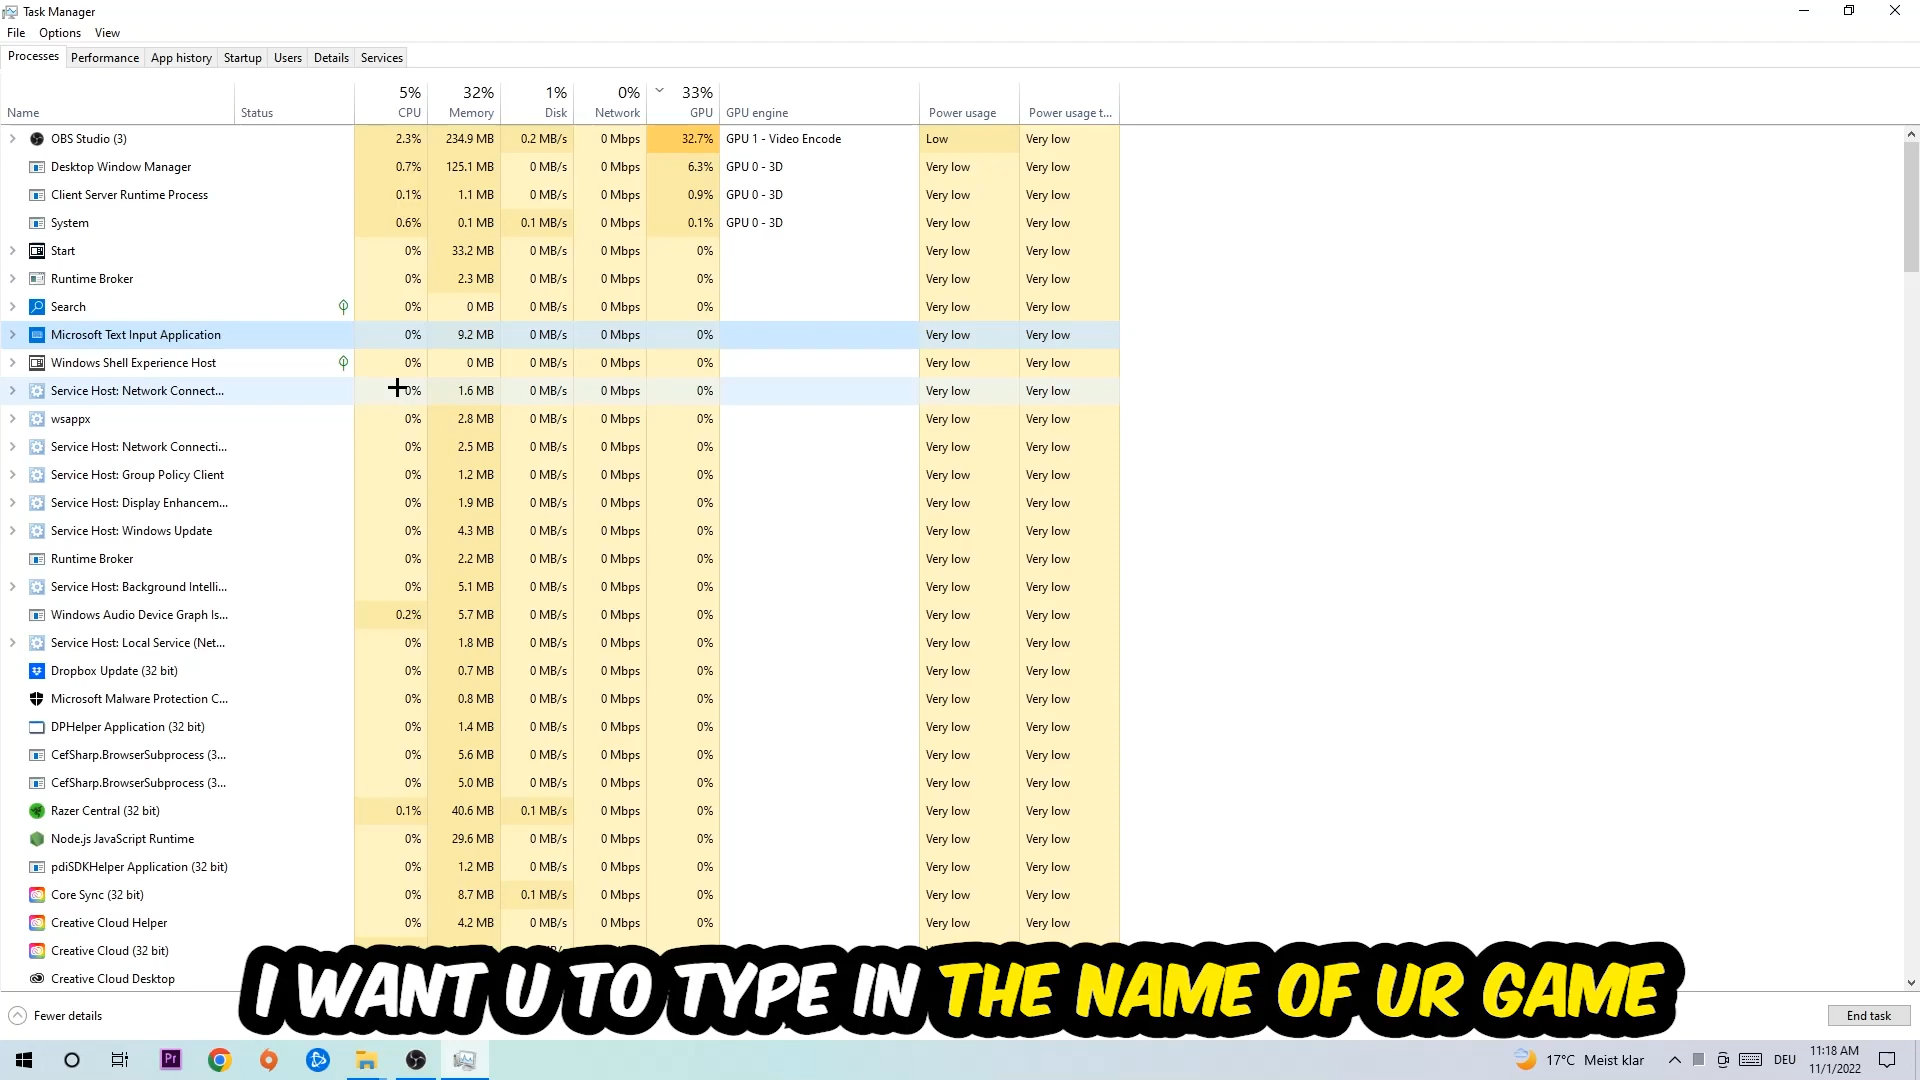 Task Manager
File Options View
Processes Performance App history Startup Users Details Services
5% 32% 1% 0% 33%
Name Status CPU Memory Disk Network GPU GPU engine Power usage Power usage t...
OBS Studio (3) 2.3% 234.9 MB 0.2 MB/s 0 Mbps 32.7% GPU 1 - Video Encode Low Very low
Desktop Window Manager 0.7% 125.1 MB 0 MB/s 0 Mbps 6.3% GPU 0 - 3D Very low Very low
Client Server Runtime Process 0.1% 1.1 MB 0 MB/s 0 Mbps 0.9% GPU 0 - 3D Very low Very low
System 0.6% 0.1 MB 0.1 MB/s 0 Mbps 0.1% GPU 0 - 3D Very low Very low
Start 0% 33.2 MB 0 MB/s 0 Mbps 0% Very low Very low
Runtime Broker 0% 2.3 MB 0 MB/s 0 Mbps 0% Very low Very low
Search 0% 0 MB 0 MB/s 0 Mbps 0% Very low Very low
Microsoft Text Input Application 0% 9.2 MB 0 MB/s 0 Mbps 0% Very low Very low
Windows Shell Experience Host 0% 0 MB 0 MB/s 0 Mbps 0% Very low Very low
Service Host: Network Connect... 0% 1.6 MB 0 MB/s 0 Mbps 0% Very low Very low
wsappx 0% 2.8 MB 0 MB/s 0 Mbps 0% Very low Very low
Service Host: Network Connecti... 0% 2.5 MB 0 MB/s 0 Mbps 0% Very low Very low
Service Host: Group Policy Client 0% 1.2 MB 0 MB/s 0 Mbps 0% Very low Very low
Service Host: Display Enhancem... 0% 1.9 MB 0 MB/s 0 Mbps 0% Very low Very low
Service Host: Windows Update 0% 4.3 MB 0 MB/s 0 Mbps 0% Very low Very low
Runtime Broker 0% 2.2 MB 0 MB/s 0 Mbps 0% Very low Very low
Service Host: Background Intelli... 0% 5.1 MB 0 MB/s 0 Mbps 0% Very low Very low
Windows Audio Device Graph Is... 0.2% 5.7 MB 0 MB/s 0 Mbps 0% Very low Very low
Service Host: Local Service (Net... 0% 1.8 MB 0 MB/s 0 Mbps 0% Very low Very low
Dropbox Update (32 bit) 0% 0.7 MB 0 MB/s 0 Mbps 0% Very low Very low
Microsoft Malware Protection C... 0% 0.8 MB 0 MB/s 0 Mbps 0% Very low Very low
DPHelper Application (32 bit) 0% 1.4 MB 0 MB/s 0 Mbps 0% Very low Very low
CefSharp.BrowserSubprocess (3... 0% 5.6 MB 0 MB/s 0 Mbps 0% Very low Very low
CefSharp.BrowserSubprocess (3... 0% 5.0 MB 0 MB/s 0 Mbps 0% Very low Very low
Razer Central (32 bit) 0.1% 40.6 MB 0.1 MB/s 0 Mbps 0% Very low Very low
Node.js JavaScript Runtime 0% 29.6 MB 0 MB/s 0 Mbps 0% Very low Very low
pdiSDKHelper Application (32 bit) 0% 1.2 MB 0 MB/s 0 Mbps 0% Very low Very low
Core Sync (32 bit) 0% 8.7 MB 0.1 MB/s 0 Mbps 0% Very low Very low
Creative Cloud Helper 0% 4.2 MB 0 MB/s 0 Mbps 0% Very low Very low
Creative Cloud (32 bit)
Creative Cloud Desktop
I WANT U TO TYPE IN THE NAME OF UR GAME
Fewer details End task
Pr 17°C Meist klar DEU 11:18 AM
11/1/2022